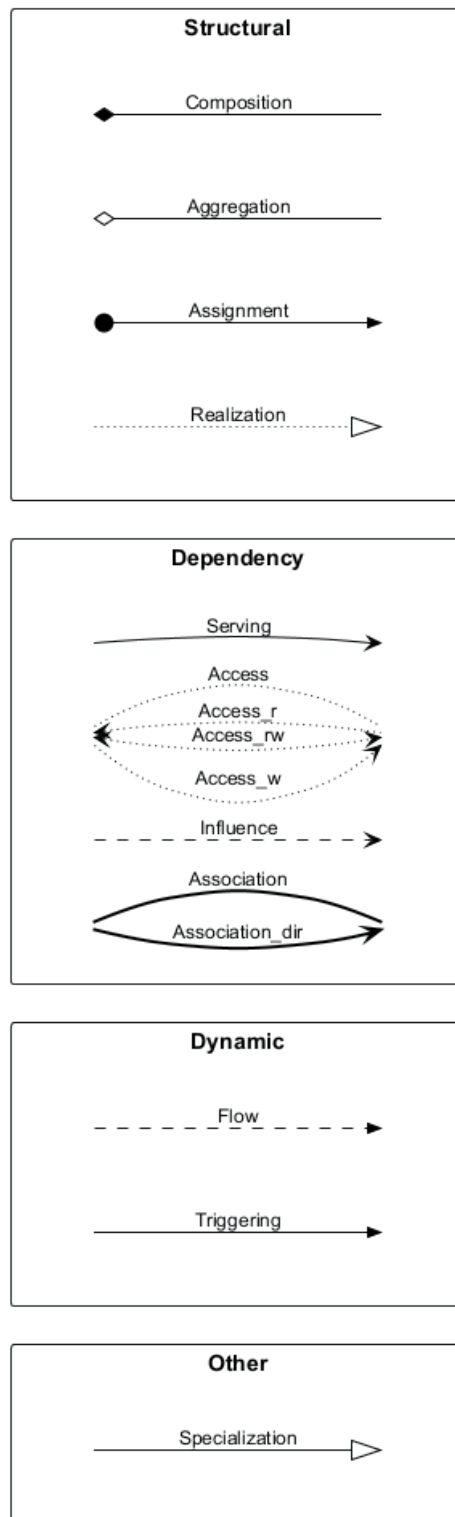 Structural
Composition
Aggregation
Assignment
Realization
Dependency
Serving
Access
Access_r
Access_rw
Access_w
Influence
Association
Association_dir
Dynamic
Flow
Triggering
Other
Specialization